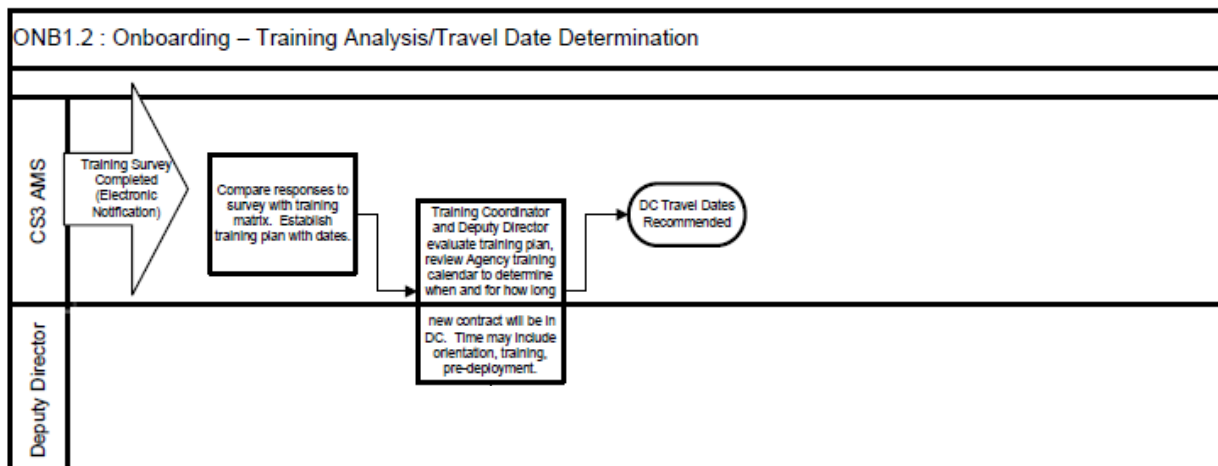 ONB1.2 : Onboarding – Training Analysis/Travel Date Determination
CS3 AMS
Training Survey
Completed
(Electronic
Notification)
Compare responses to
survey with training
matrix. Establish
training plan with dates.
Training Coordinator
and Deputy Director
evaluate training plan,
review Agency training
calendar to determine
when and for how long
new contract will be in
DC. Time may include
orientation, training,
pre-deployment.
DC Travel Dates
Recommended
Deputy Director